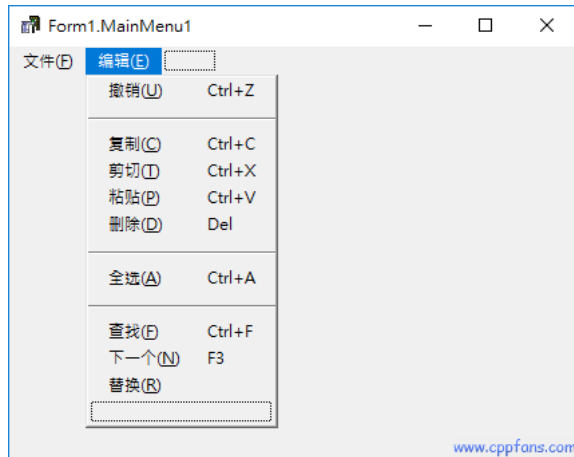 Form1.MainMenu1
文件(F) 编辑(E)
撤销(U) Ctrl+Z
复制(C) Ctrl+C
剪切(T) Ctrl+X
粘贴(P) Ctrl+V
删除(D) Del
全选(A) Ctrl+A
查找(F) Ctrl+F
下一个(N) F3
替换(R)
www.cppfans.com